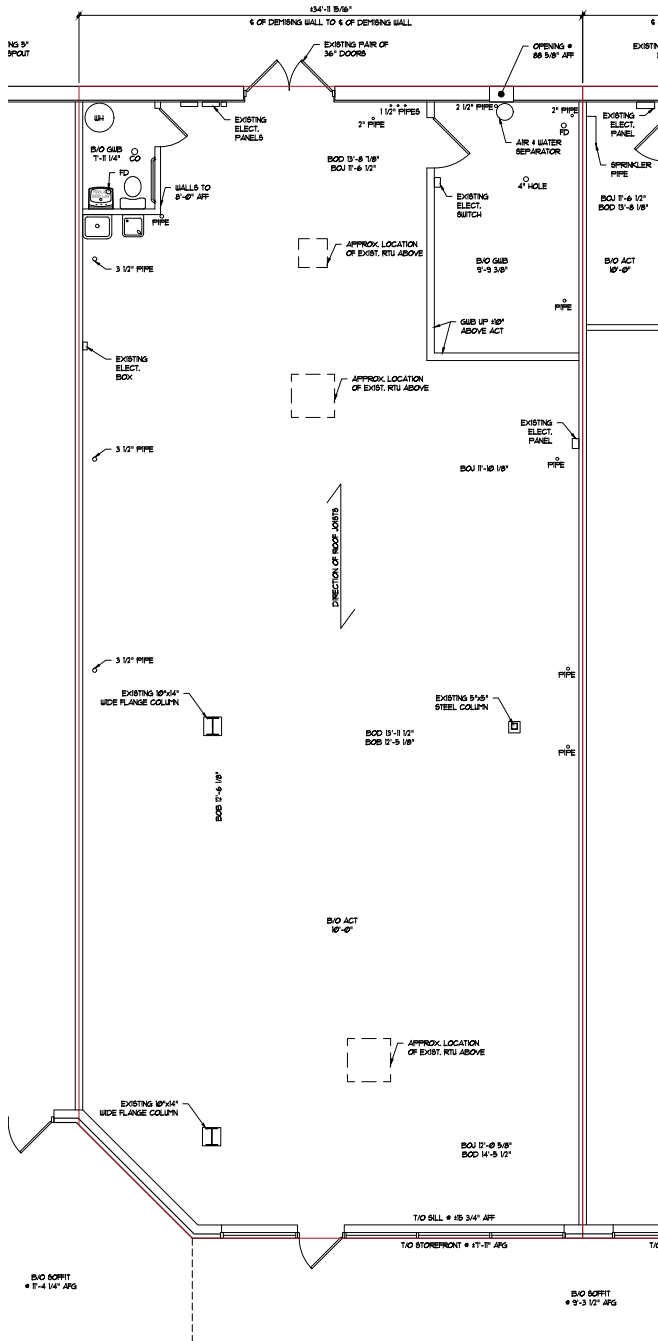 ±34'-11 15/16"
℄ OF DEMISING WALL TO ℄ OF DEMISING WALL
NG 5"
SPOUT
EXISTING PAIR OF
36" DOORS
OPENING @
88 5/8" AFF
WH
EXISTING
ELECT.
PANELS
1 1/2" PIPES
2" PIPE
2 1/2" PIPE
2" PIPE
EXISTING
ELECT.
PANEL
B/O GWB
7'-11 1/4"
CO
FD
FD
AIR & WATER
SEPARATOR
BOD 13'-8 7/8"
BOJ 11'-6 1/2"
SPRINKLER
PIPE
WALLS TO
8'-0" AFF
4" HOLE
EXISTING
ELECT.
SWITCH
BOJ 11'-6 1/2
BOD 13'-8 1/8"
PIPE
APPROX. LOCATION
OF EXIST. RTU ABOVE
3 1/2" PIPE
B/O GWB
9'-9 3/8"
B/O ACT
10'-0"
PIPE
GWB UP ±10"
ABOVE ACT
EXISTING
ELECT.
BOX
APPROX. LOCATION
OF EXIST. RTU ABOVE
EXISTING
ELECT.
PANEL
3 1/2" PIPE
BOJ 11'-10 1/8"
PIPE
DIRECTION OF ROOF JOISTS
3 1/2" PIPE
PIPE
EXISTING 10"x14"
WIDE FLANGE COLUMN
EXISTING 5"x5"
STEEL COLUMN
BOD 13'-11 1/2"
BOB 12'-5 1/8"
PIPE
BOB 12'-6 1/8"
B/O ACT
10'-0"
APPROX. LOCATION
OF EXIST. RTU ABOVE
EXISTING 10"x14"
WIDE FLANGE COLUMN
BOJ 12'-0 5/8"
BOD 14'-5 1/2"
T/O SILL @ ±15 3/4" AFF
T/O STOREFRONT @ ±7'-11" AFG
B/O SOFFIT
@ 11'-4 1/4" AFG
B/O SOFFIT
@ 9'-3 1/2" AFG